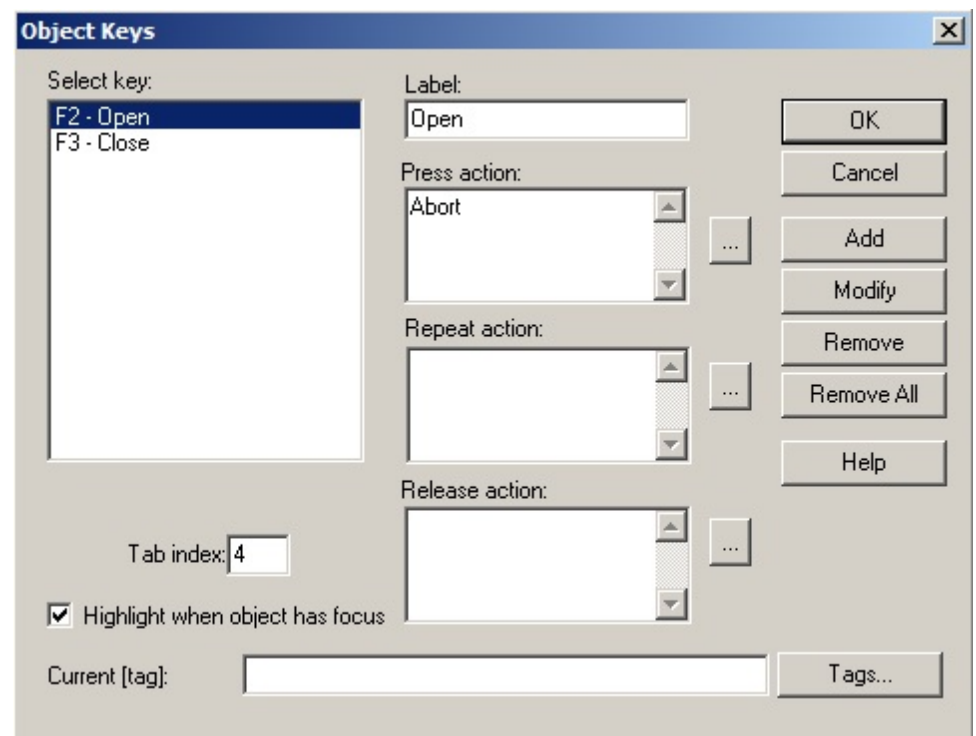 Object Keys
Select key:
F2 - Open
F3 - Close
Label:
Open
Press action:
Abort
...
Repeat action:
...
Release action:
...
OK
Cancel
Add
Modify
Remove
Remove All
Help
Tab index: 4
Highlight when object has focus
Current [tag]:
Tags...